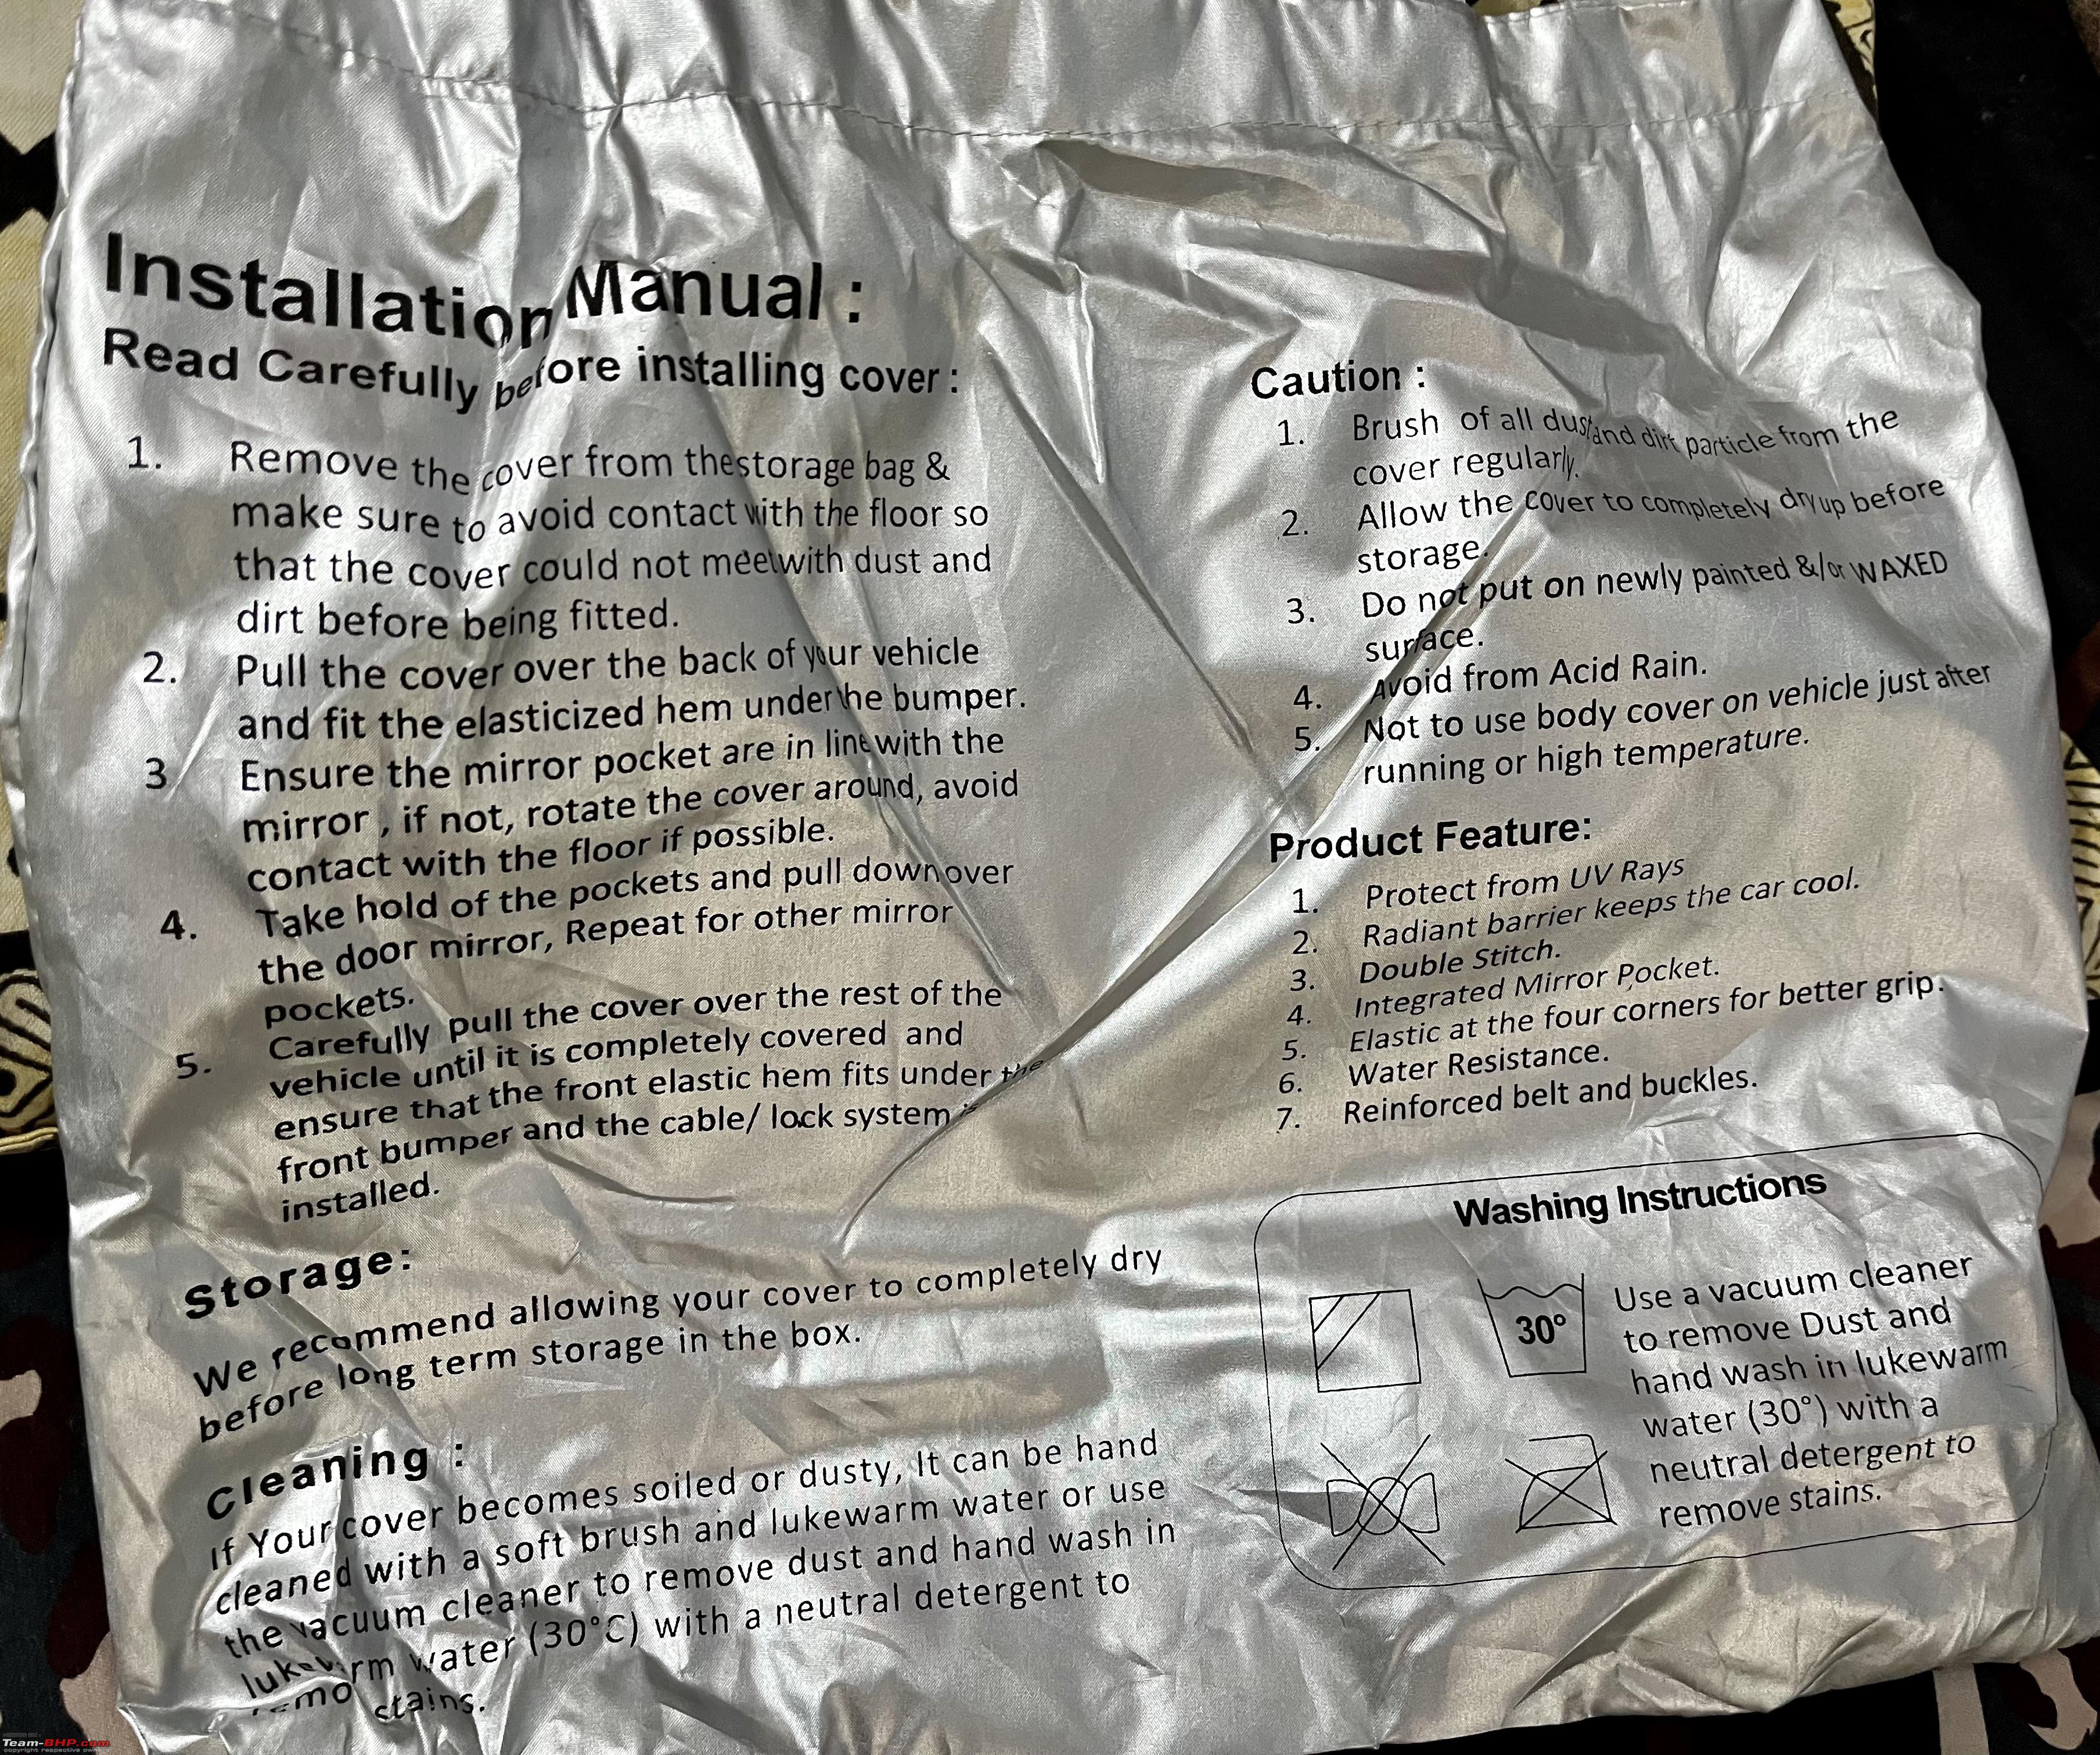 Installation Manual :
Read Carefully before installing cover :
1. Remove the cover from the storage bag &
make sure to avoid contact with the floor so
that the cover could not meet with dust and
dirt before being fitted.
2. Pull the cover over the back of your vehicle
and fit the elasticized hem under the bumper.
3 Ensure the mirror pocket are in line with the
mirror , if not, rotate the cover around, avoid
contact with the floor if possible.
4. Take hold of the pockets and pull down over
the door mirror, Repeat for other mirror
pockets.
5. Carefully pull the cover over the rest of the
vehicle until it is completely covered and
ensure that the front elastic hem fits under the
front bumper and the cable/ lock system is
installed.
Storage:
We recommend allowing your cover to completely dry
before long term storage in the box.
Cleaning :
If Your cover becomes soiled or dusty, It can be hand
cleaned with a soft brush and lukewarm water or use
the vacuum cleaner to remove dust and hand wash in
lukewarm water (30°C) with a neutral detergent to
stains.
Caution :
1. Brush of all dust and dirt particle from the
cover regularly.
2. Allow the cover to completely dry up before
storage.
3. Do not put on newly painted &/or WAXED
surface.
4. Avoid from Acid Rain.
5. Not to use body cover on vehicle just after
running or high temperature.
Product Feature:
1. Protect from UV Rays
2. Radiant barrier keeps the car cool.
3. Double Stitch.
4. Integrated Mirror Pocket.
5. Elastic at the four corners for better grip.
6. Water Resistance.
7. Reinforced belt and buckles.
Washing Instructions
30°
Use a vacuum cleaner
to remove Dust and
hand wash in lukewarm
water (30°) with a
neutral detergent to
remove stains.
Team-BHP.com
copyright respective owners